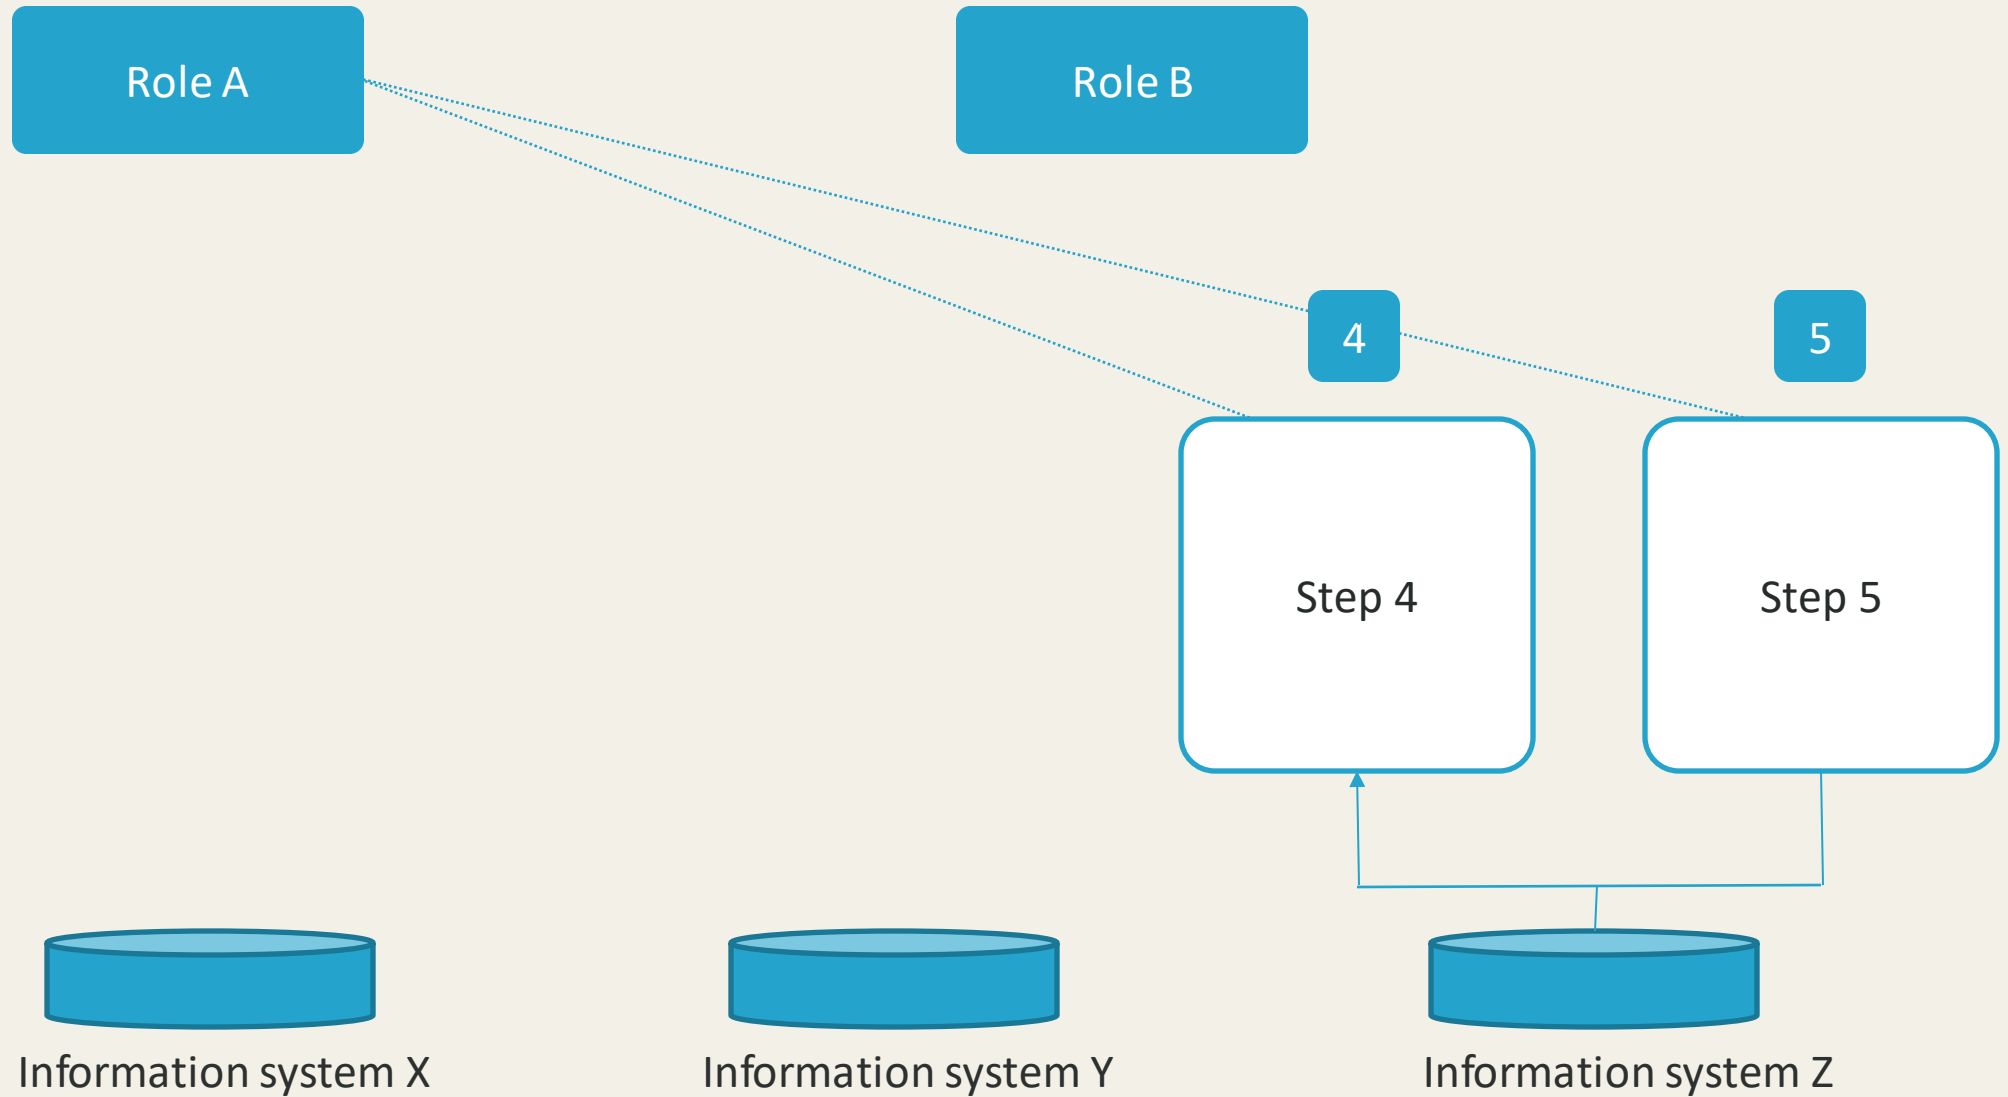 Role A
Role B
4
5
Step 4
Step 5
Information system X
Information system Y
Information system Z